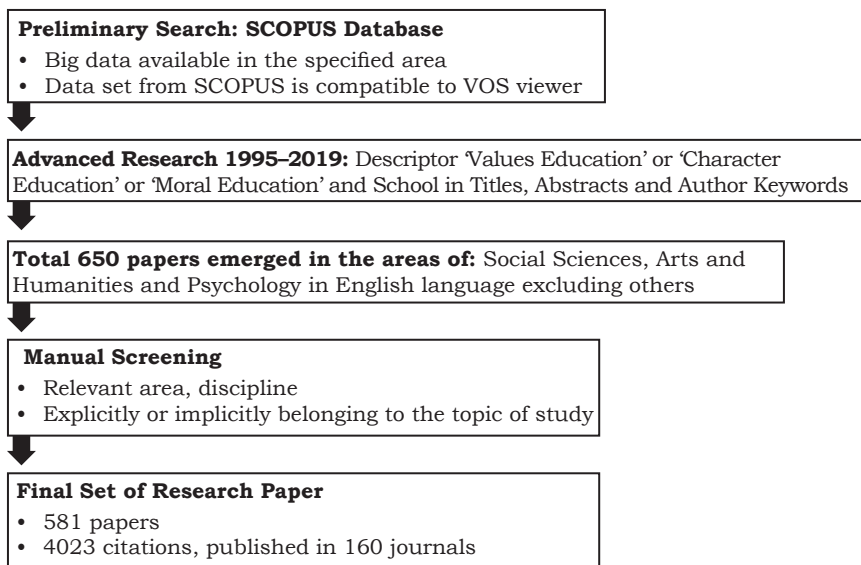 Preliminary Search: SCOPUS Database
• Big data available in the specified area
• Data set from SCOPUS is compatible to VOS viewer
Advanced Research 1995–2019: Descriptor ‘Values Education’ or ‘Character
Education’ or ‘Moral Education’ and School in Titles, Abstracts and Author Keywords
Total 650 papers emerged in the areas of: Social Sciences, Arts and
Humanities and Psychology in English language excluding others
Manual Screening
• Relevant area, discipline
• Explicitly or implicitly belonging to the topic of study
Final Set of Research Paper
• 581 papers
• 4023 citations, published in 160 journals